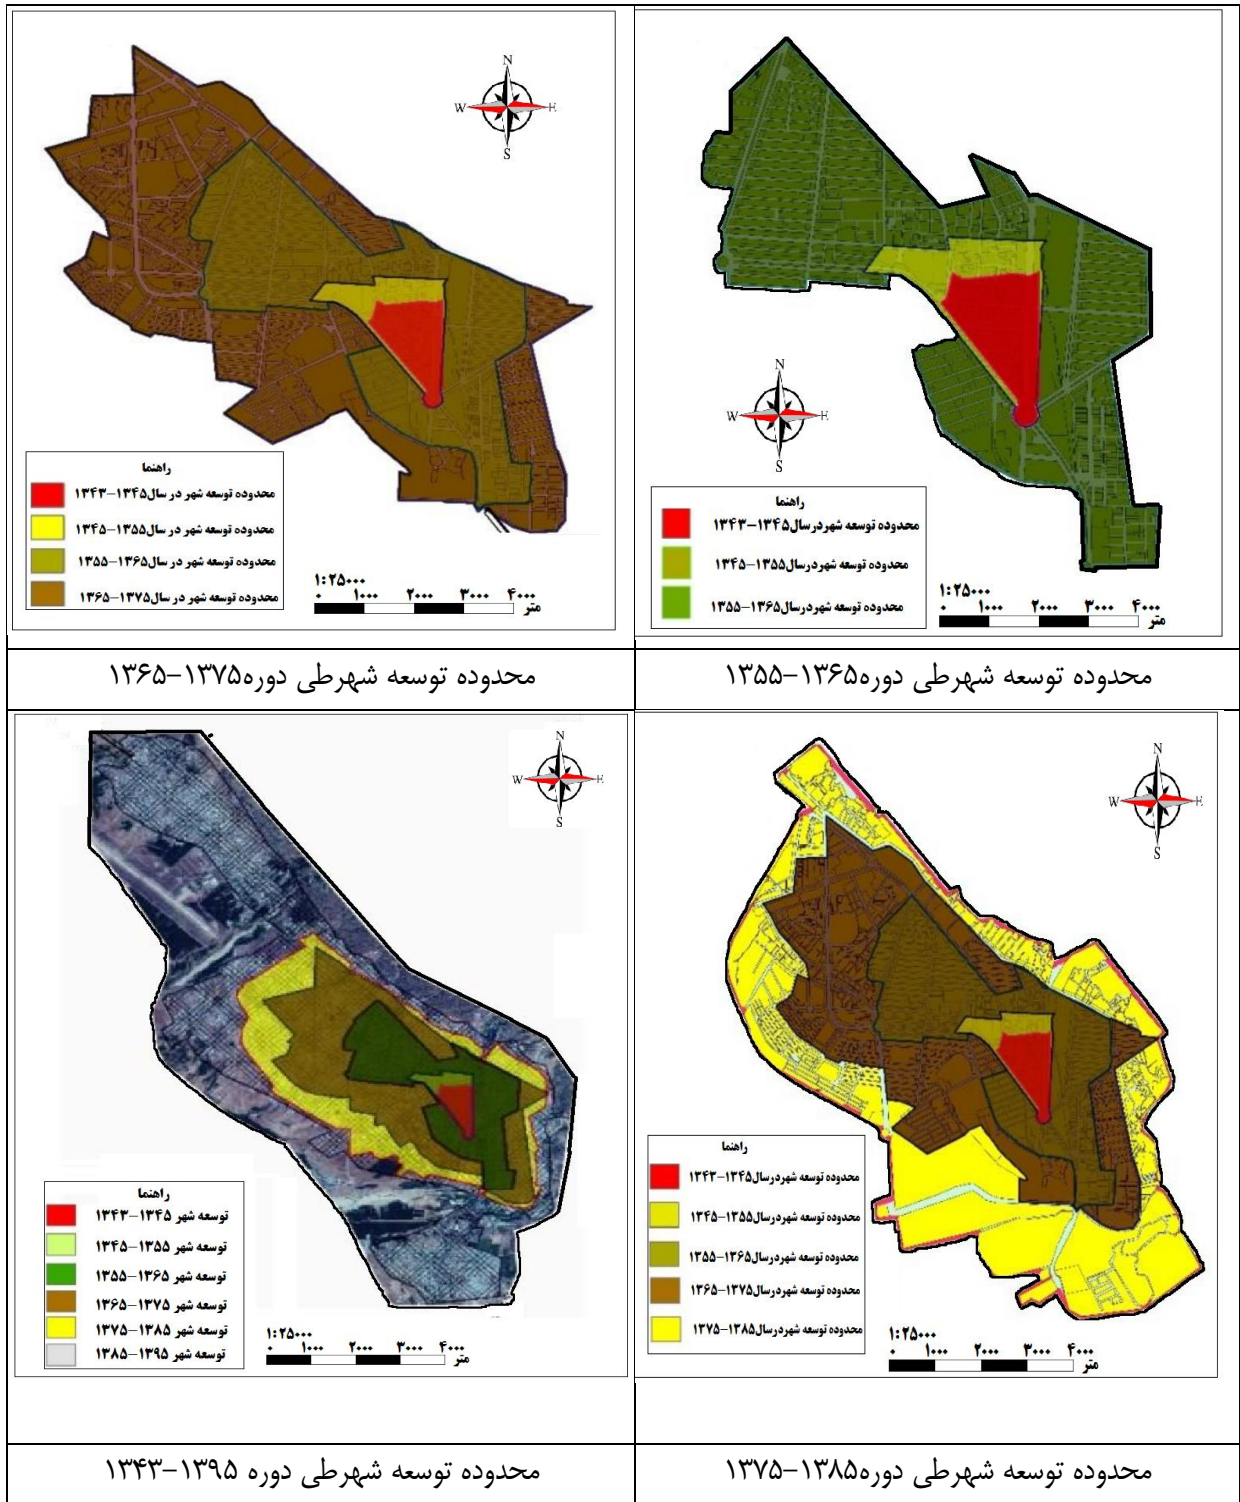 N
W
E
S
راهنما
محدوده توسعه شهردرسال۱۳۴۵-۱۳۴۳
محدوده توسعه شهردرسال۱۳۵۵-۱۳۴۵
محدوده توسعه شهردرسال۱۳۶۵-۱۳۵۵
۱:۲۵۰۰۰
۰ ۱۰۰۰ ۲۰۰۰ ۳۰۰۰ ۴۰۰۰
متر
محدوده توسعه شهرطی دوره۱۳۶۵-۱۳۵۵
N
W
E
S
راهنما
محدوده توسعه شهر در سال۱۳۴۵-۱۳۴۳
محدوده توسعه شهر در سال۱۳۵۵-۱۳۴۵
محدوده توسعه شهر در سال۱۳۶۵-۱۳۵۵
محدوده توسعه شهر در سال۱۳۷۵-۱۳۶۵
۱:۲۵۰۰۰
۰ ۱۰۰۰ ۲۰۰۰ ۳۰۰۰ ۴۰۰۰
متر
محدوده توسعه شهرطی دوره۱۳۷۵-۱۳۶۵
N
W
E
S
راهنما
محدوده توسعه شهردرسال۱۳۴۵-۱۳۴۳
محدوده توسعه شهردرسال۱۳۵۵-۱۳۴۵
محدوده توسعه شهردرسال۱۳۶۵-۱۳۵۵
محدوده توسعه شهردرسال۱۳۷۵-۱۳۶۵
محدوده توسعه شهردرسال۱۳۸۵-۱۳۷۵
۱:۲۵۰۰۰
۰ ۱۰۰۰ ۲۰۰۰ ۳۰۰۰ ۴۰۰۰
متر
محدوده توسعه شهرطی دوره۱۳۸۵-۱۳۷۵
N
W
E
S
راهنما
توسعه شهر ۱۳۴۵-۱۳۴۳
توسعه شهر ۱۳۵۵-۱۳۴۵
توسعه شهر ۱۳۶۵-۱۳۵۵
توسعه شهر ۱۳۷۵-۱۳۶۵
توسعه شهر ۱۳۸۵-۱۳۷۵
توسعه شهر ۱۳۹۵-۱۳۸۵
۱:۲۵۰۰۰
۰ ۱۰۰۰ ۲۰۰۰ ۳۰۰۰ ۴۰۰۰
متر
محدوده توسعه شهرطی دوره ۱۳۹۵-۱۳۴۳